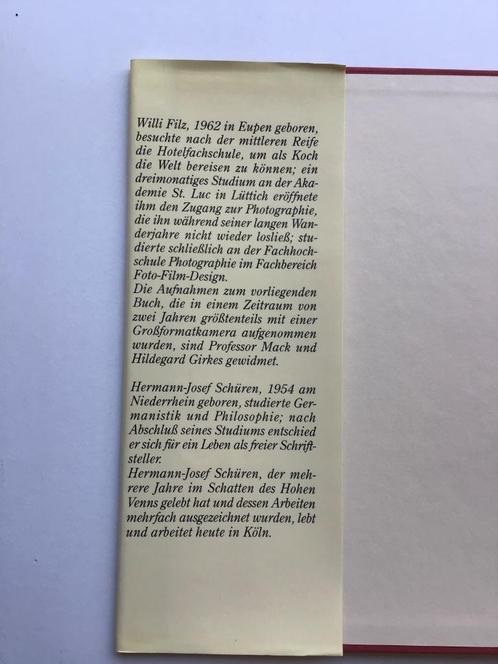 Willi Filz, 1962 in Eupen geboren,
besuchte nach der mittleren Reife
die Hotelfachschule, um als Koch
die Welt bereisen zu können; ein
dreimonatiges Studium an der Aka-
demie St. Luc in Lüttich eröffnete
ihm den Zugang zur Photographie,
die ihn während seiner langen Wan-
derjahre nicht wieder losließ; stu-
dierte schließlich an der Fachhoch-
schule Photographie im Fachbereich
Foto-Film-Design.
Die Aufnahmen zum vorliegenden
Buch, die in einem Zeitraum von
zwei Jahren größtenteils mit einer
Großformatkamera aufgenommen
wurden, sind Professor Mack und
Hildegard Girkes gewidmet.
Hermann-Josef Schüren, 1954 am
Niederrhein geboren, studierte Ger-
manistik und Philosophie; nach
Abschluß seines Studiums entschied
er sich für ein Leben als freier Schrift-
steller.
Hermann-Josef Schüren, der meh-
rere Jahre im Schatten des Hohen
Venns gelebt hat und dessen Arbeiten
mehrfach ausgezeichnet wurden, lebt
und arbeitet heute in Köln.